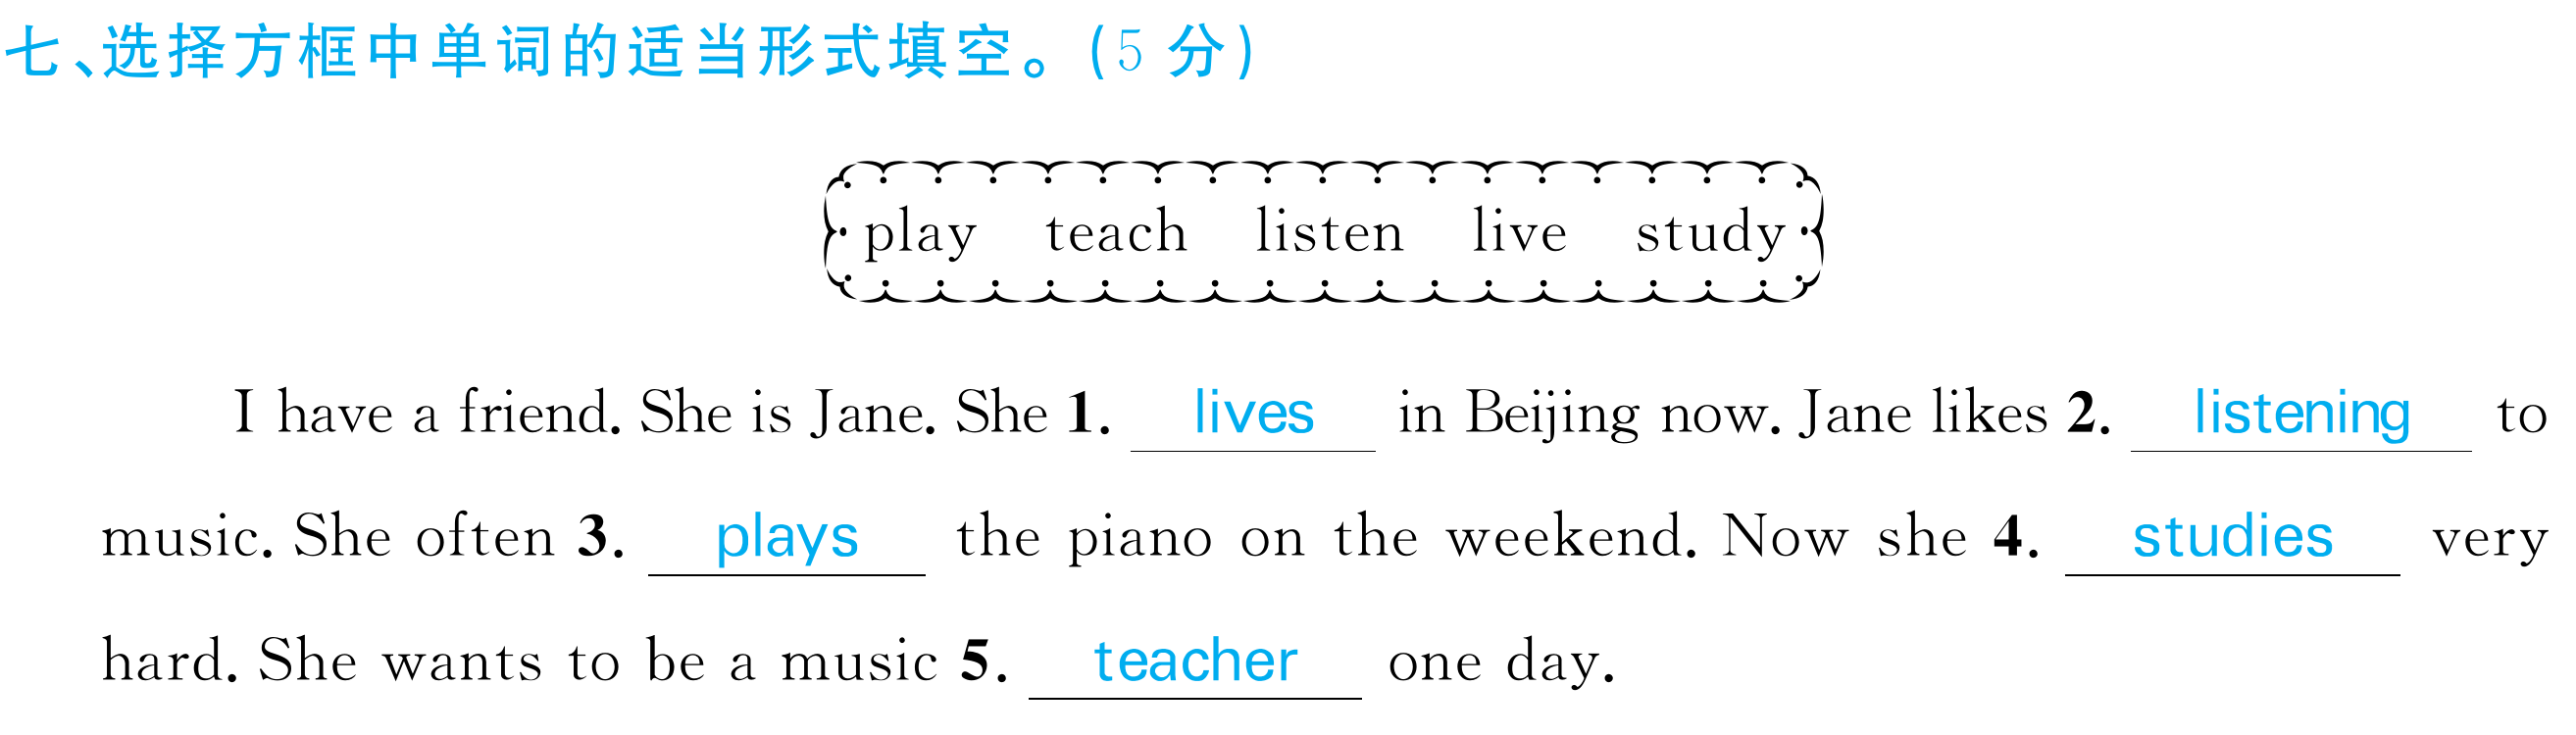 七、选择方框中单词的适当形式填空。(5 分)
play teach listen live study
I have a friend. She is Jane. She 1. lives in Beijing now. Jane likes 2. listening to
music. She often 3. plays the piano on the weekend. Now she 4. studies very
hard. She wants to be a music 5. teacher one day.